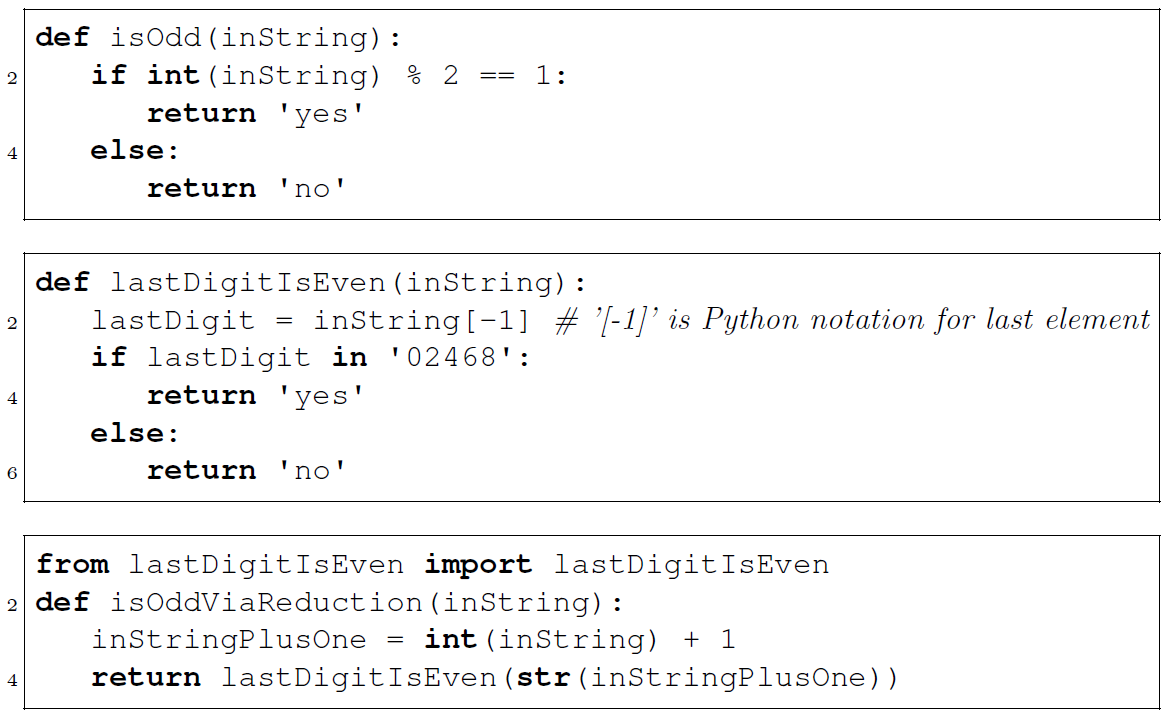 def isOdd(inString):
2 if int(inString) % 2 == 1:
return 'yes'
4 else:
return 'no'
def lastDigitIsEven(inString):
2 lastDigit = inString[-1] # '[-1]' is Python notation for last element
if lastDigit in '02468':
4 return 'yes'
else:
6 return 'no'
from lastDigitIsEven import lastDigitIsEven
2 def isOddViaReduction(inString):
inStringPlusOne = int(inString) + 1
4 return lastDigitIsEven(str(inStringPlusOne))